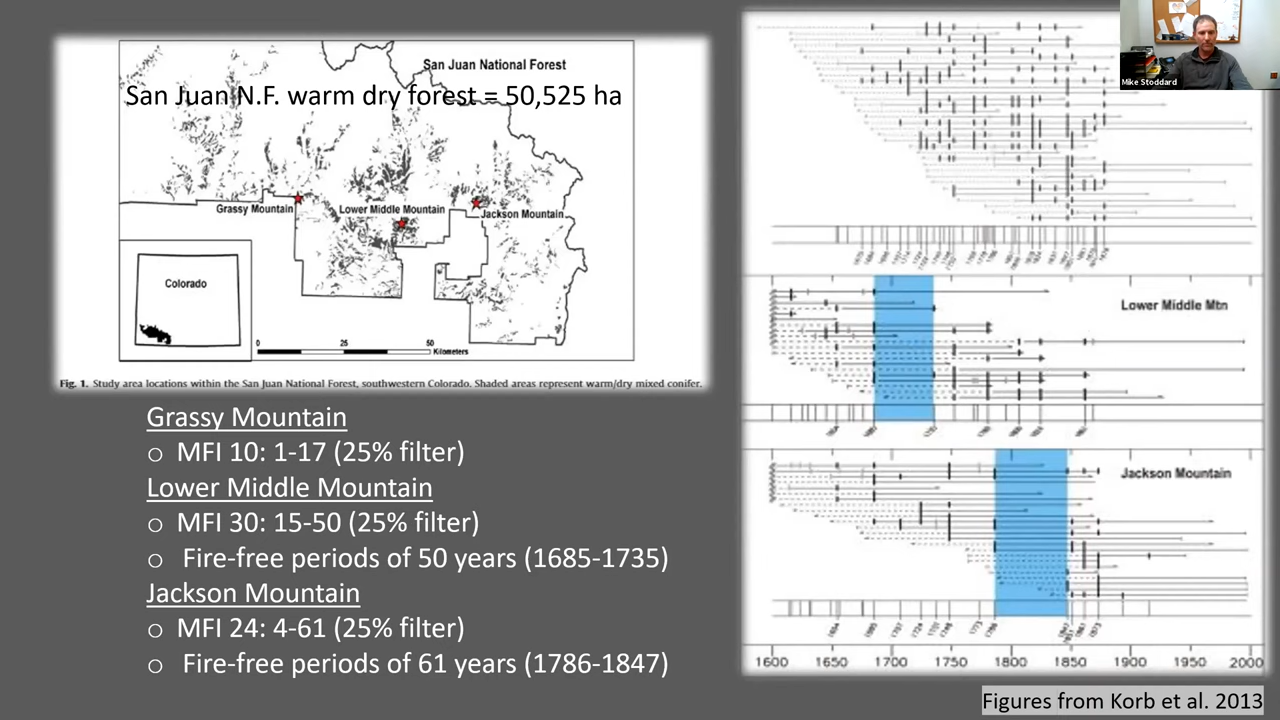 San Juan National Forest
San Juan N.F. warm dry forest = 50,525 ha
Grassy Mountain
Lower Middle Mountain
Jackson Mountain
Colorado
0 25 50
Kilometers
Fig. 1. Study area locations within the San Juan National Forest, southwestern Colorado. Shaded areas represent warm/dry mixed conifer.
Grassy Mountain
○ MFI 10: 1-17 (25% filter)
Lower Middle Mountain
○ MFI 30: 15-50 (25% filter)
○ Fire-free periods of 50 years (1685-1735)
Jackson Mountain
○ MFI 24: 4-61 (25% filter)
○ Fire-free periods of 61 years (1786-1847)
Mike Stoddard
Lower Middle Mtn
Jackson Mountain
1600 1650 1700 1750 1800 1850 1900 1950 2000
Figures from Korb et al. 2013